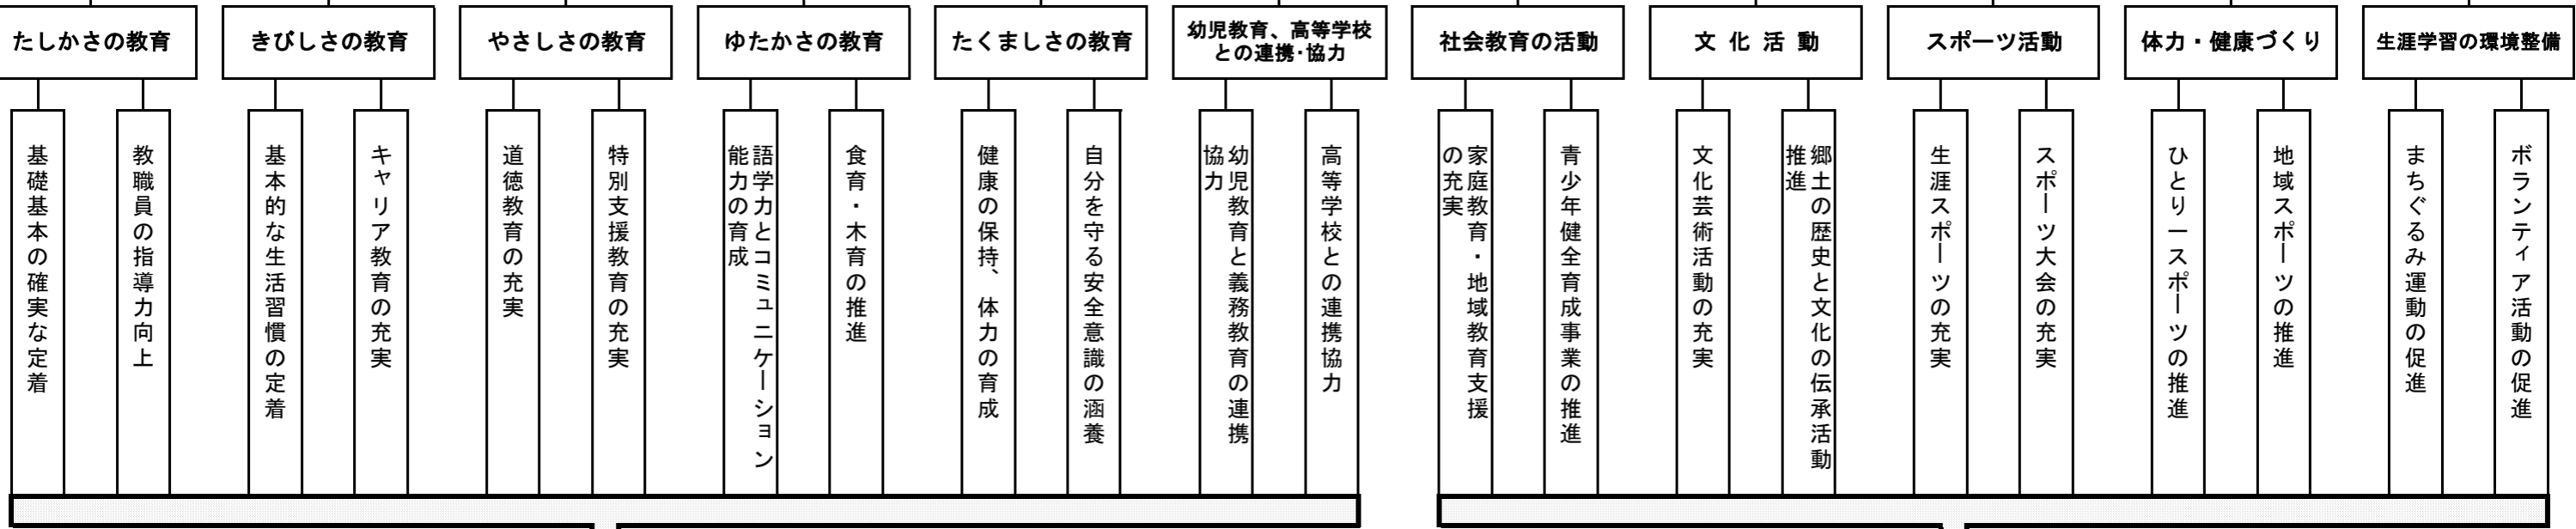 たしかさの教育
基礎基本の確実な定着
教職員の指導力向上
きびしさの教育
基本的な生活習慣の定着
キャリア教育の充実
やさしさの教育
道徳教育の充実
特別支援教育の充実
ゆたかさの教育
語学力とコミュニケーション
能力の育成
食育・木育の推進
たくましさの教育
健康の保持、体力の育成
自分を守る安全意識の涵養
幼児教育、高等学校
との連携・協力
幼児教育と義務教育の連携
協力
高等学校との連携協力
社会教育の活動
家庭教育・地域教育支援
の充実
青少年健全育成事業の推進
文化活動
文化芸術活動の充実
郷土の歴史と文化の伝承活動
推進
スポーツ活動
生涯スポーツの充実
スポーツ大会の充実
体力・健康づくり
ひとり一スポーツの推進
地域スポーツの推進
生涯学習の環境整備
まちぐるみ運動の促進
ボランティア活動の促進